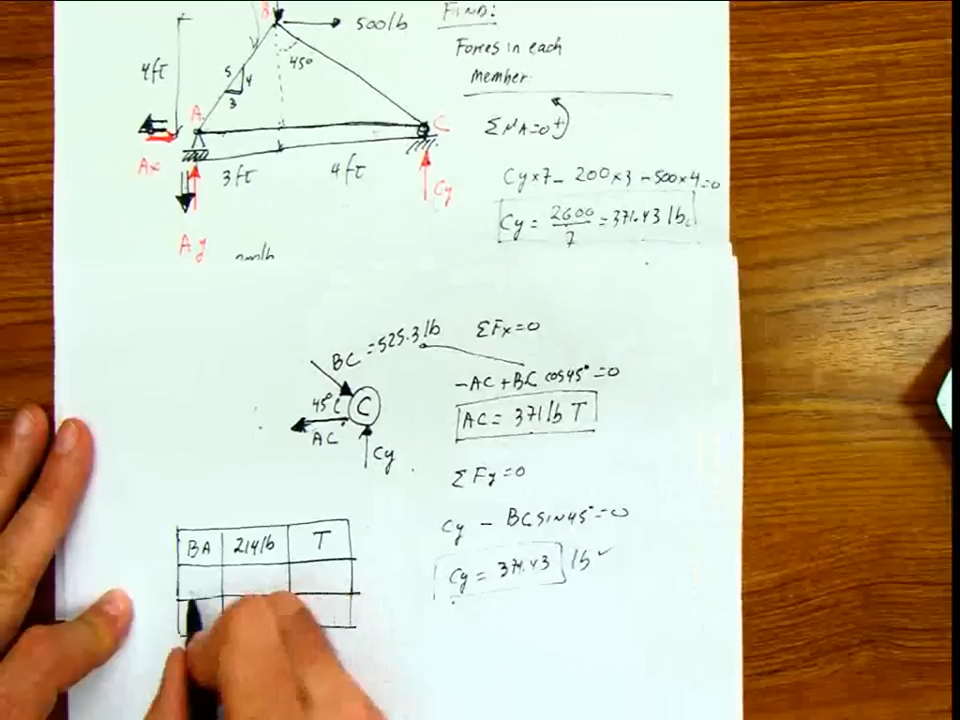 B
500 lb
FIND:
Forces in each
member.
4ft
45°
5
4
3
A
C
Ax
3ft
4ft
Cy
Ay
ΣMA=0+
Cy×7 - 200×3 - 500×4=0
Cy = 2600/7 = 371.43 lb
BC = 525.3 lb
ΣFx=0
-AC + BC cos45°=0
AC = 371 lb T
45°
C
AC
Cy
ΣFy=0
Cy - BC sin45°=0
Cy = 371.43 lb
BA 214lb T